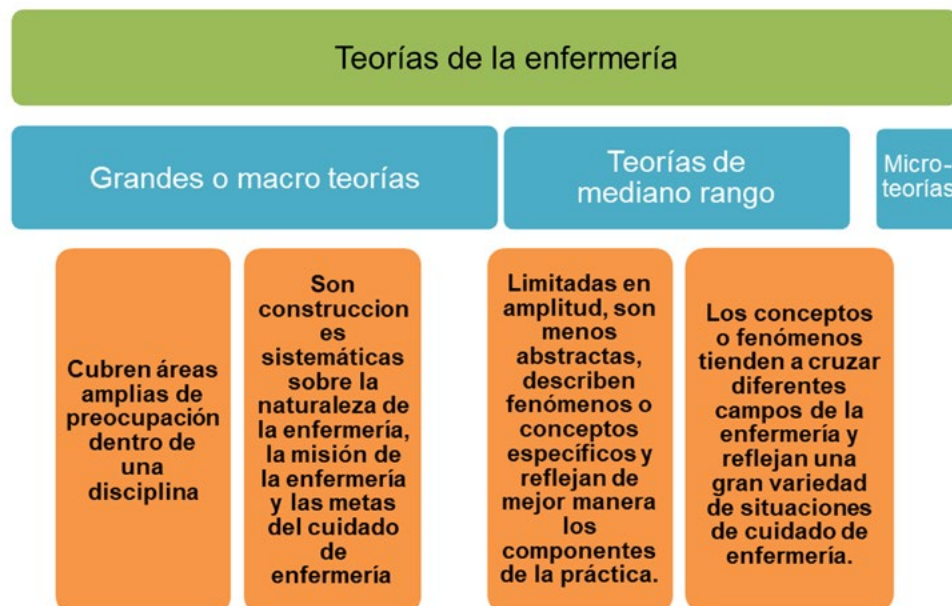 Teorías de la enfermería
Grandes o macro teorías
Teorías de
mediano rango
Micro-
teorías
Cubren áreas
amplias de
preocupación
dentro de
una
disciplina
Son
construccion
es
sistemáticas
sobre la
naturaleza de
la enfermería,
la misión de
la enfermería
y las metas
del cuidado
de
enfermería
Limitadas en
amplitud, son
menos
abstractas,
describen
fenómenos o
conceptos
específicos y
reflejan de
mejor manera
los
componentes
de la práctica.
Los conceptos
o fenómenos
tienden a cruzar
diferentes
campos de la
enfermería y
reflejan una
gran variedad
de situaciones
de cuidado de
enfermería.